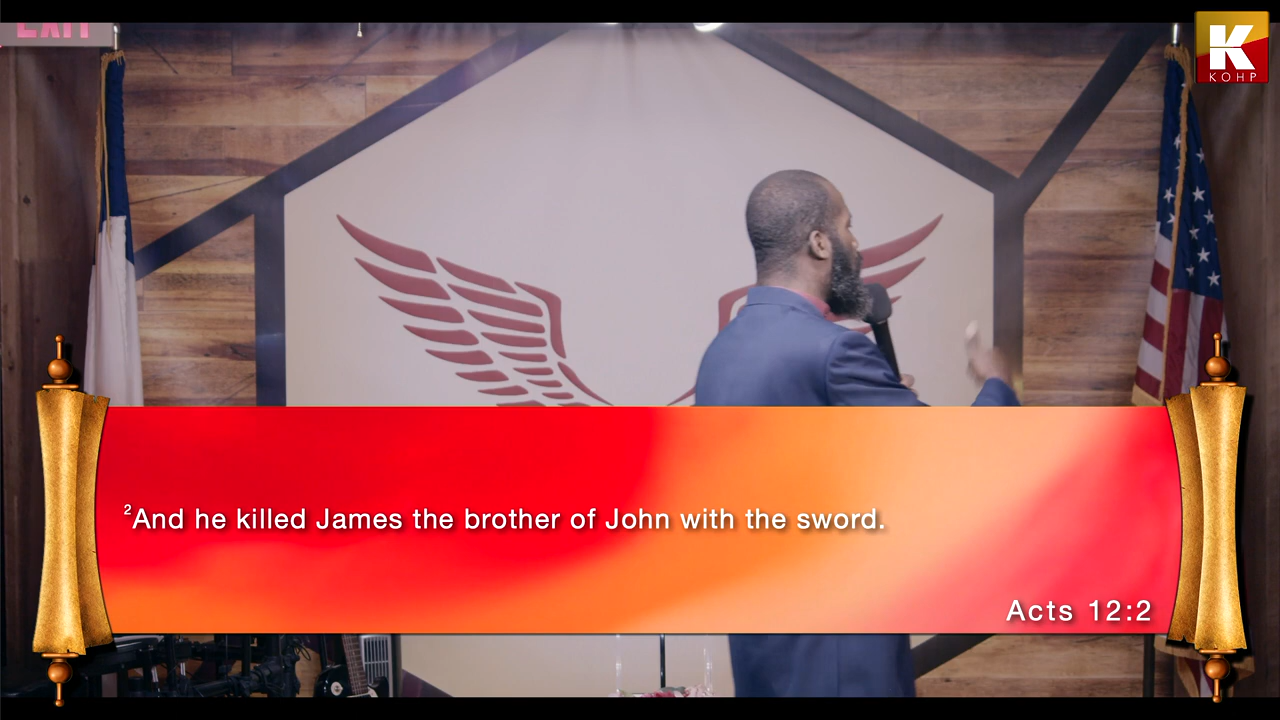 EXIT
K
KOHP
2And he killed James the brother of John with the sword.
Acts 12:2